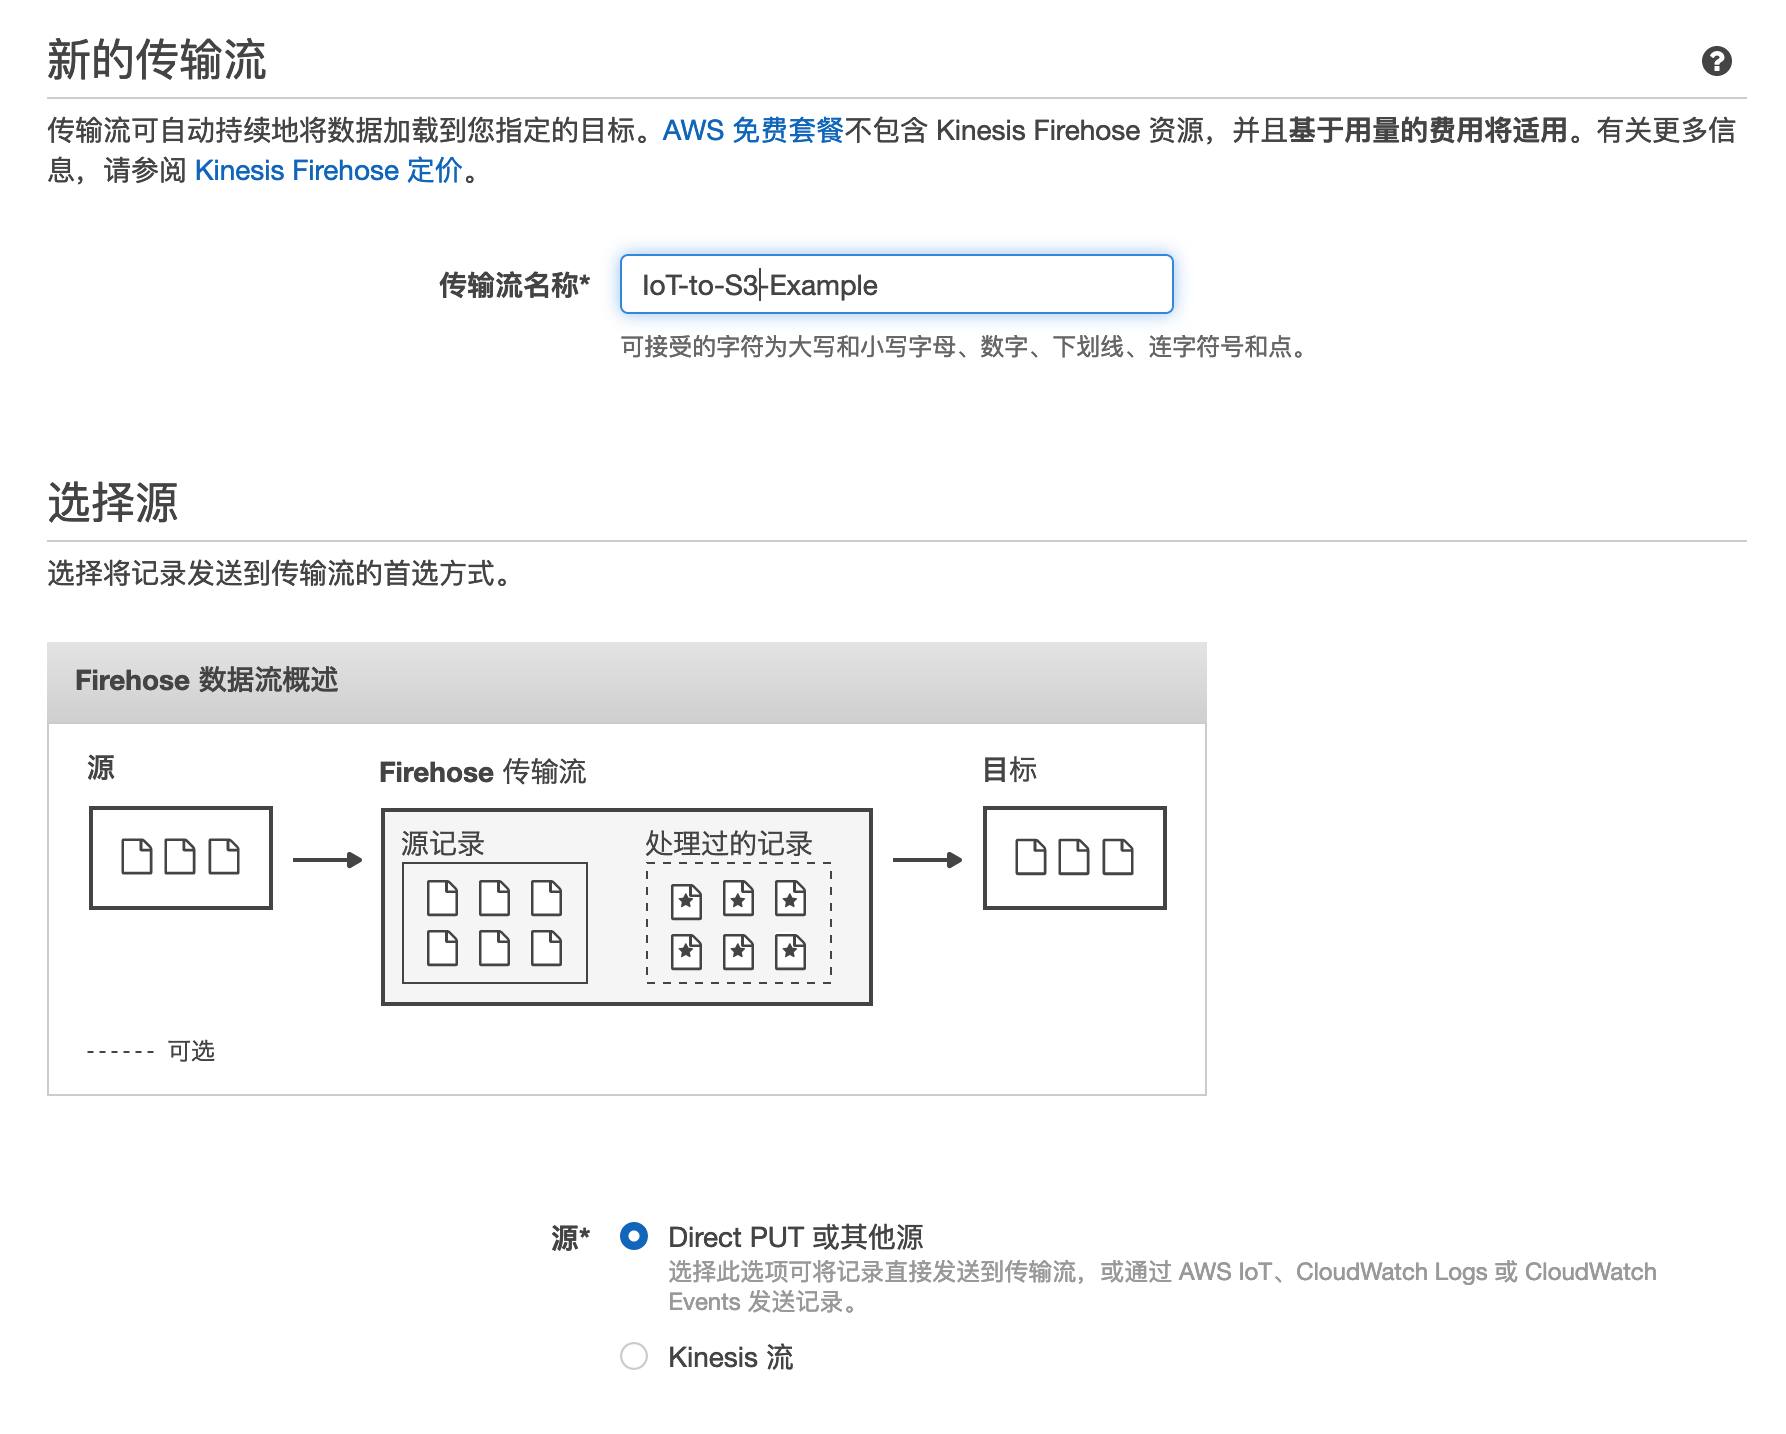 新的传输流
传输流可自动持续地将数据加载到您指定的目标。AWS 免费套餐不包含 Kinesis Firehose 资源，并且基于用量的费用将适用。有关更多信
息，请参阅 Kinesis Firehose 定价。
传输流名称* IoT-to-S3-Example
可接受的字符为大写和小写字母、数字、下划线、连字符号和点。
选择源
选择将记录发送到传输流的首选方式。
Firehose 数据流概述
源 Firehose 传输流 目标
源记录 处理过的记录
------ 可选
源* Direct PUT 或其他源
选择此选项可将记录直接发送到传输流，或通过 AWS IoT、CloudWatch Logs 或 CloudWatch
Events 发送记录。
Kinesis 流